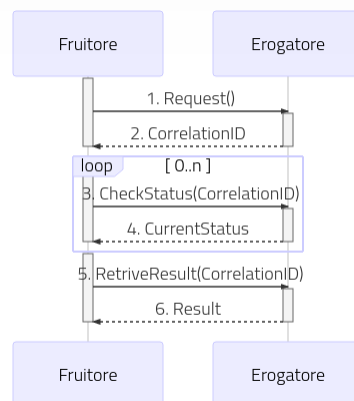 Fruitore Erogatore
1. Request()
2. CorrelationID
loop [ 0..n ]
3. CheckStatus(CorrelationID)
4. CurrentStatus
5. RetriveResult(CorrelationID)
6. Result
Fruitore Erogatore